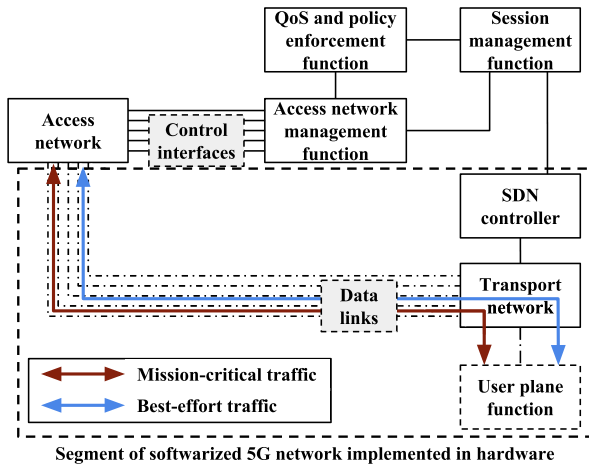 QoS and policy
enforcement
function
Session
management
function
Access
network
Control
interfaces
Access network
management
function
SDN
controller
Data
links
Transport
network
Mission-critical traffic
Best-effort traffic
User plane
function
Segment of softwarized 5G network implemented in hardware